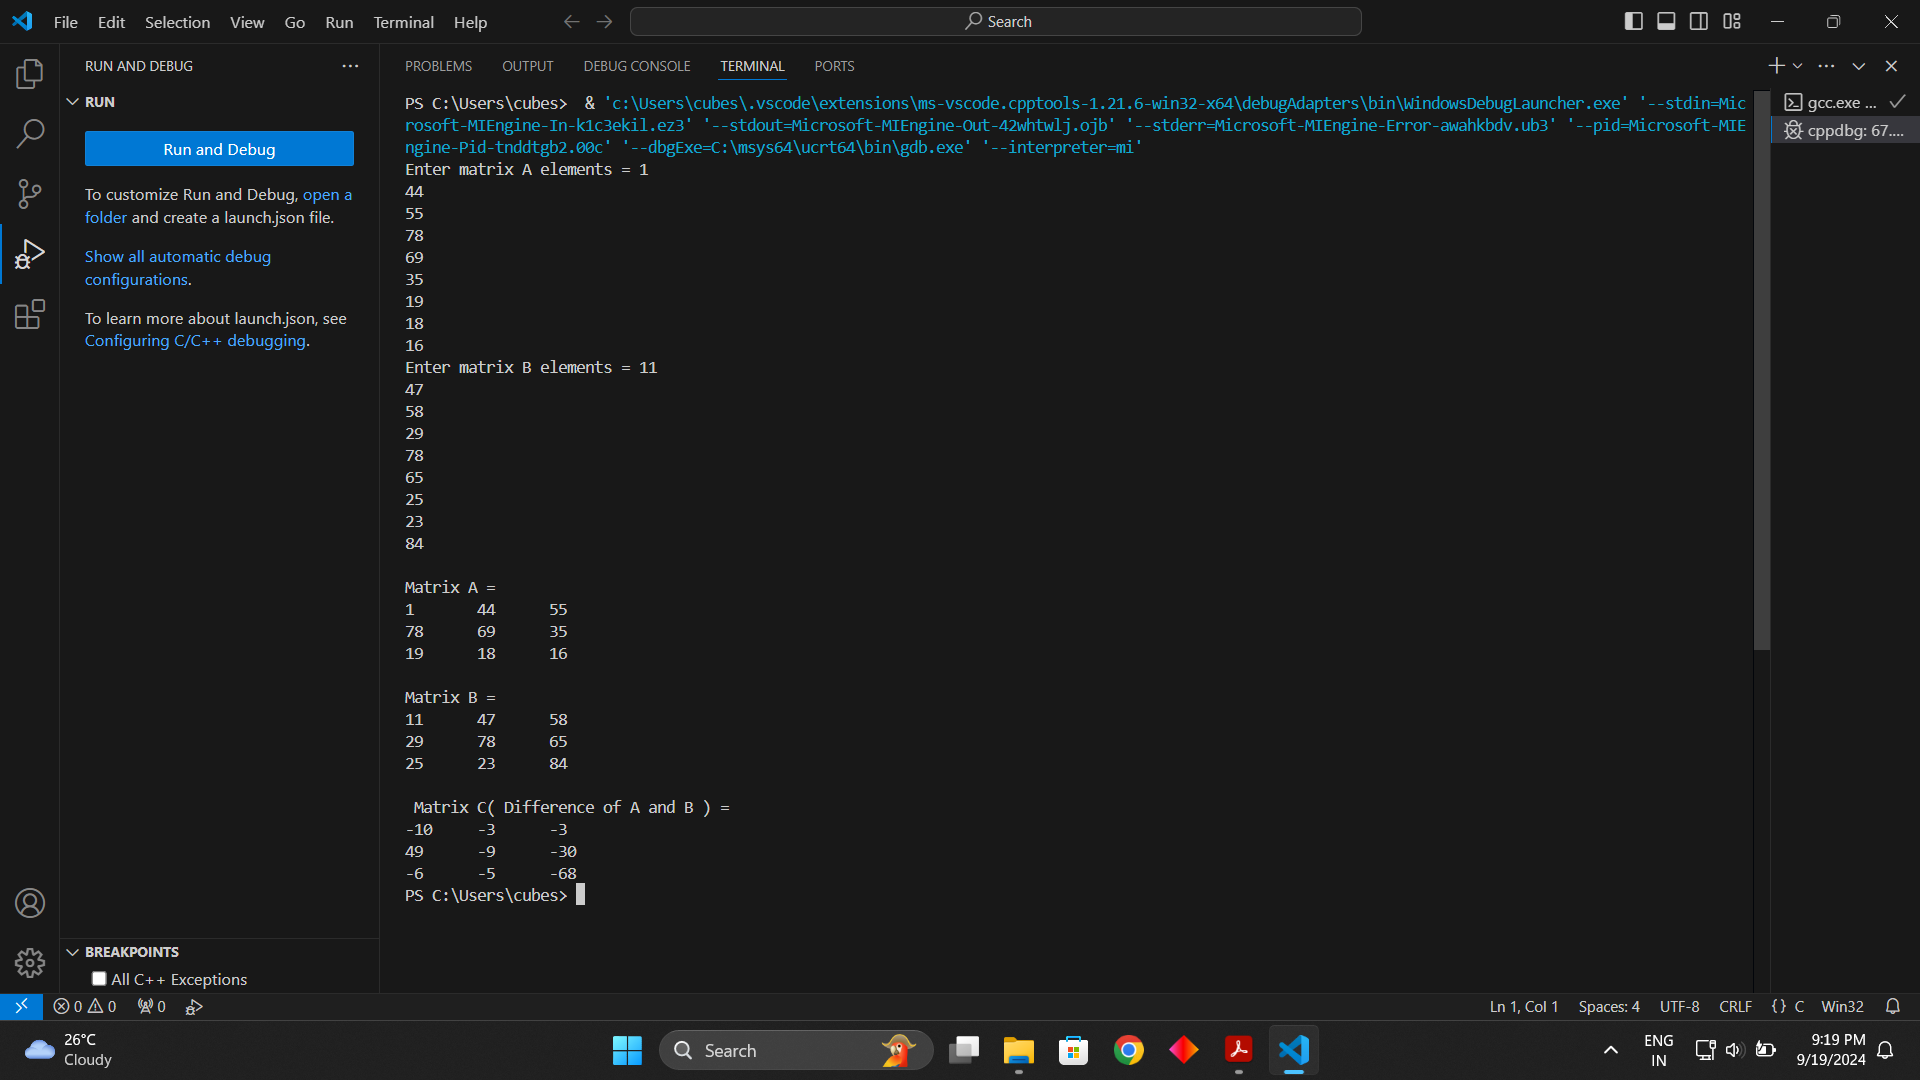 File Edit Selection View Go Run Terminal Help
Search
RUN AND DEBUG
RUN
Run and Debug
To customize Run and Debug, open a
folder and create a launch.json file.
Show all automatic debug
configurations.
To learn more about launch.json, see
Configuring C/C++ debugging.
BREAKPOINTS
All C++ Exceptions
PROBLEMS OUTPUT DEBUG CONSOLE TERMINAL PORTS
PS C:\Users\cubes>  & 'c:\Users\cubes\.vscode\extensions\ms-vscode.cpptools-1.21.6-win32-x64\debugAdapters\bin\WindowsDebugLauncher.exe' '--stdin=Mic
rosoft-MIEngine-In-k1c3ekil.ez3' '--stdout=Microsoft-MIEngine-Out-42whtwlj.ojb' '--stderr=Microsoft-MIEngine-Error-awahkbdv.ub3' '--pid=Microsoft-MIE
ngine-Pid-tnddtgb2.00c' '--dbgExe=C:\msys64\ucrt64\bin\gdb.exe' '--interpreter=mi'
Enter matrix A elements = 1
44
55
78
69
35
19
18
16
Enter matrix B elements = 11
47
58
29
78
65
25
23
84
Matrix A =
1 44 55
78 69 35
19 18 16
Matrix B =
11 47 58
29 78 65
25 23 84
Matrix C( Difference of A and B ) =
-10 -3 -3
49 -9 -30
-6 -5 -68
PS C:\Users\cubes>
gcc.exe ...
cppdbg: 67....
0 0 0
Ln 1, Col 1 Spaces: 4 UTF-8 CRLF {} C Win32
26°C
Cloudy
Search
ENG
IN
9:19 PM
9/19/2024